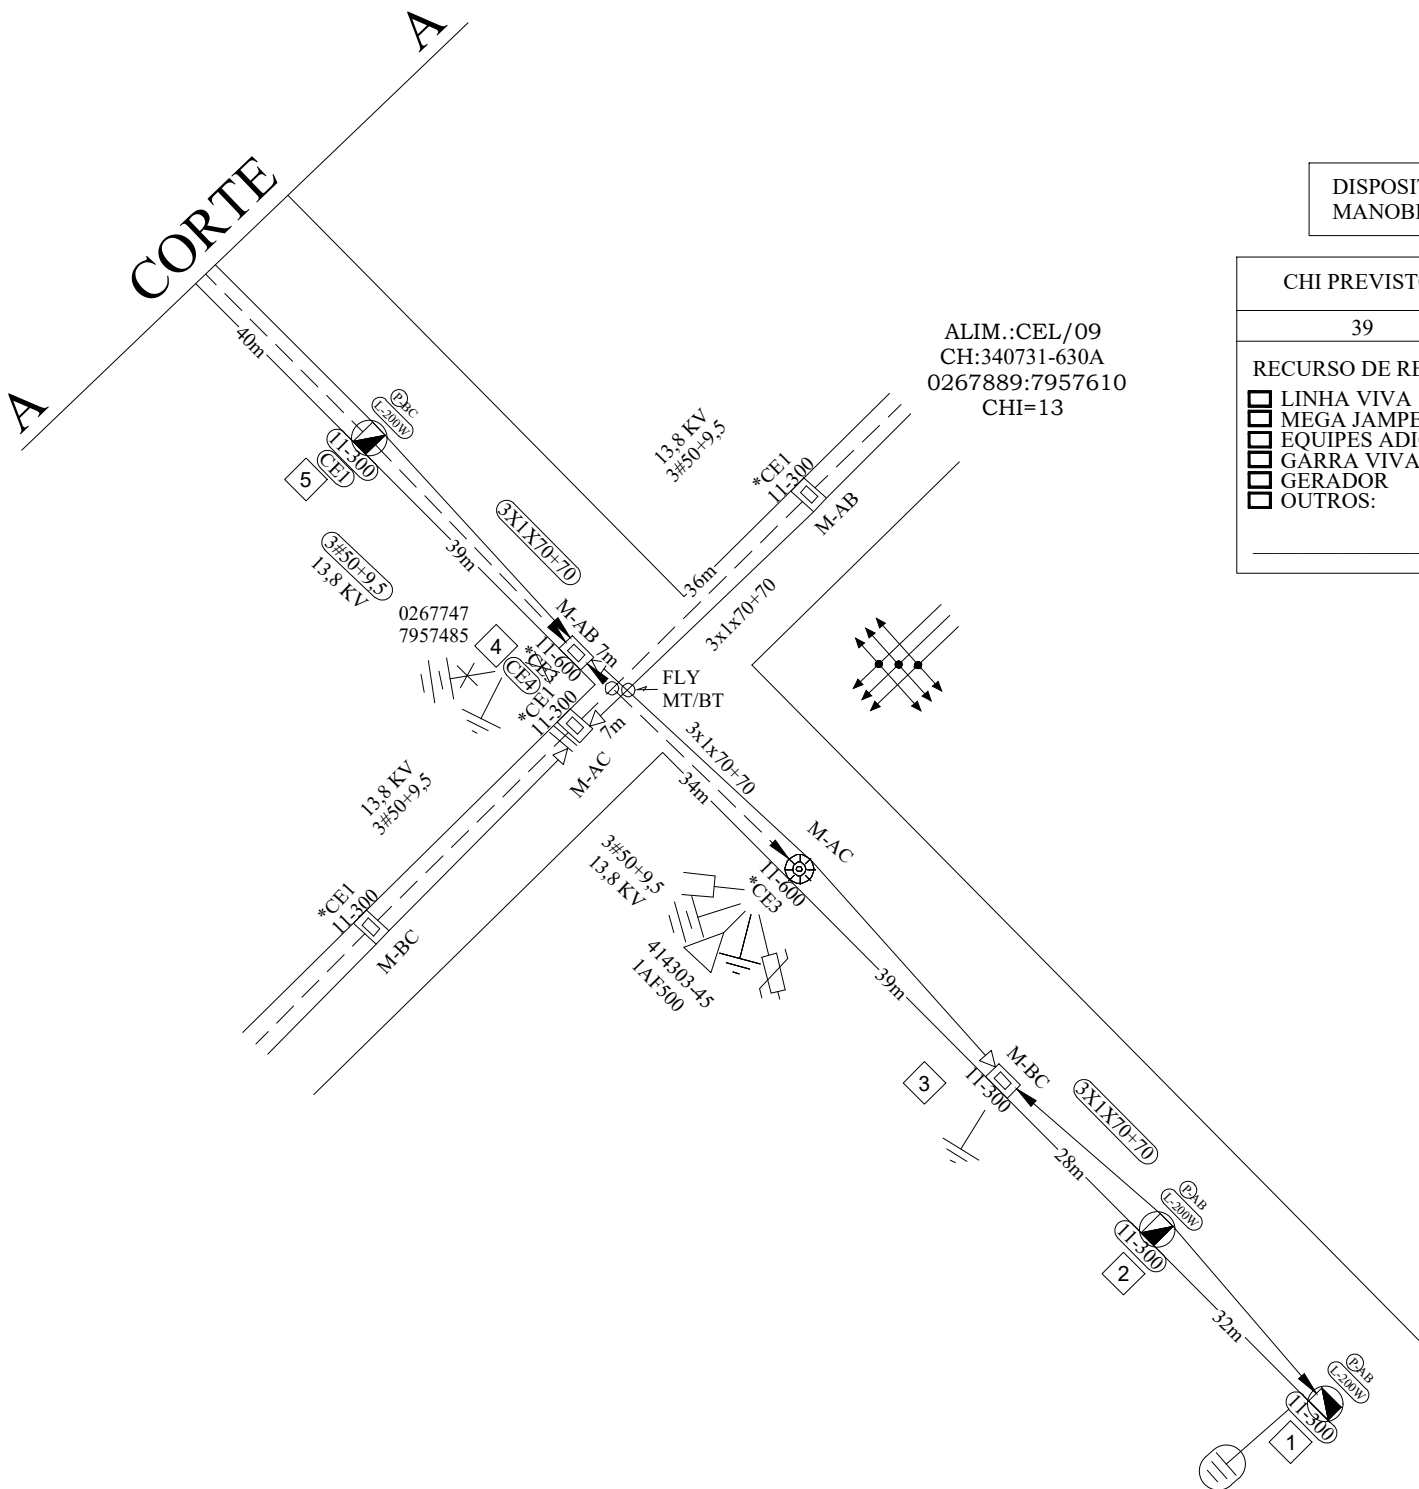 A
CORTE
A
40m
P-BC
L-200W
11-300
CE1
5
3X1X70+70
39m
3#50+9,5
13,8 KV
0267747
7957485
4
M-AB
7m
11-600
*CE3
CE4
*CE1
11-300
7m
M-AC
FLY
MT/BT
13,8 KV
3#50+9,5
*CE1
11-300
M-AB
36m
3x1x70+70
ALIM.:CEL/09
CH:340731-630A
0267889:7957610
CHI=13
DISPOSIT
MANOB
CHI PREVIST
39
RECURSO DE RE
LINHA VIVA
MEGA JAMPE
EQUIPES ADI
GARRA VIVA
GERADOR
OUTROS:
13,8 KV
3#50+9,5
*CE1
11-300
M-BC
3x1x70+70
34m
M-AC
11-600
*CE3
3#50+9,5
13,8 KV
414303-45
1AF500
39m
3
M-BC
11-300
3X1X70+70
28m
P-AB
L-200W
11-300
2
32m
P-AB
L-200W
11-300
1